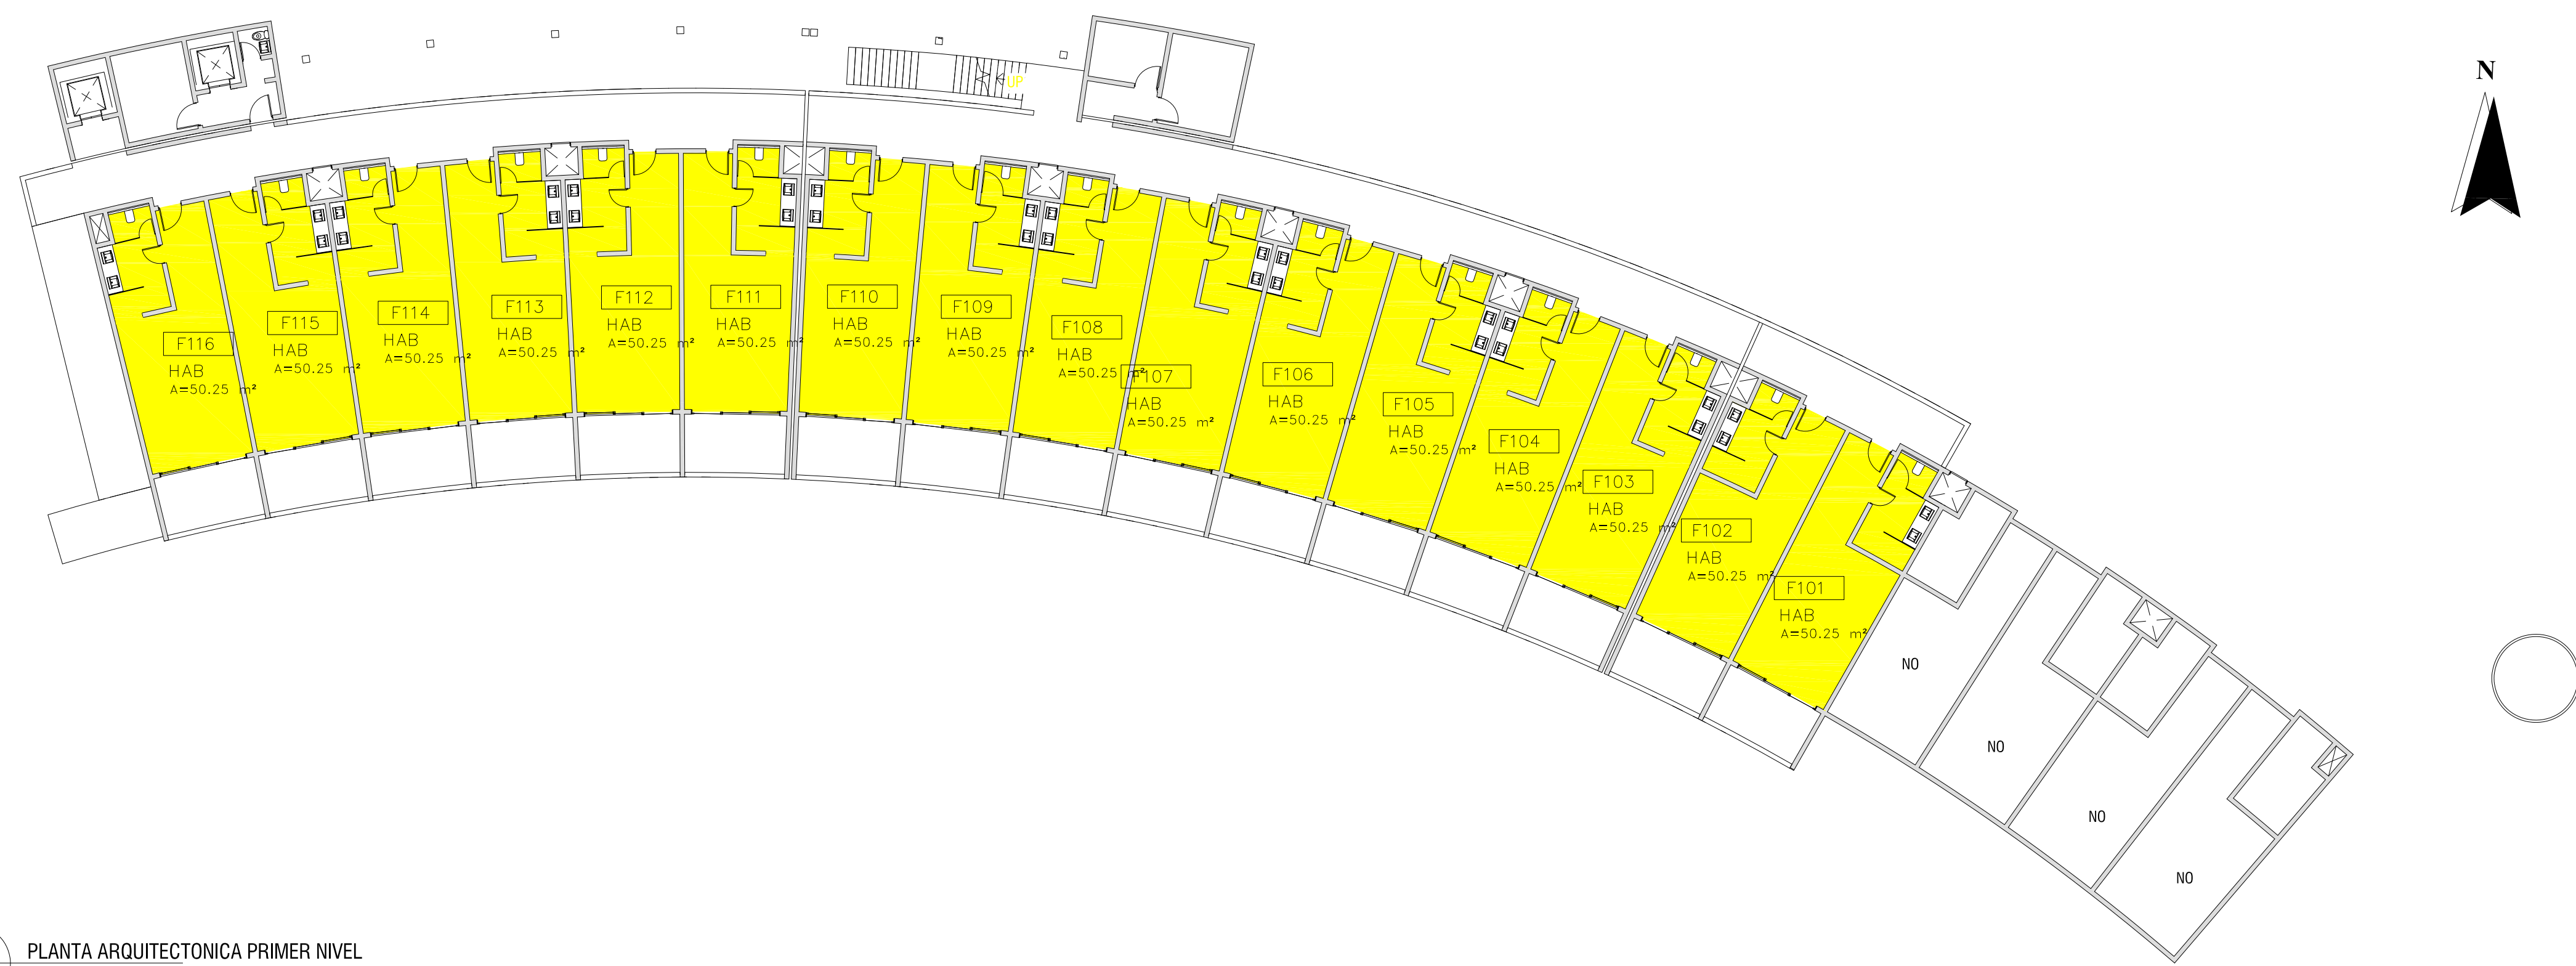 N
UP
F116
HAB
A=50.25 m²
F115
HAB
A=50.25 m²
F114
HAB
A=50.25 m²
F113
HAB
A=50.25 m²
F112
HAB
A=50.25 m²
F111
HAB
A=50.25 m²
F110
HAB
A=50.25 m²
F109
HAB
A=50.25 m²
F108
HAB
A=50.25 m²
F107
HAB
A=50.25 m²
F106
HAB
A=50.25 m²
F105
HAB
A=50.25 m²
F104
HAB
A=50.25 m²
F103
HAB
A=50.25 m²
F102
HAB
A=50.25 m²
F101
HAB
A=50.25 m²
NO
NO
NO
NO
PLANTA ARQUITECTONICA PRIMER NIVEL